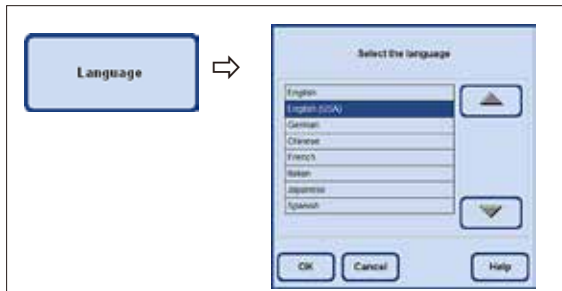 Language
Select the language
English
English (USA)
German
Chinese
French
Italian
Japanese
Spanish
OK
Cancel
Help